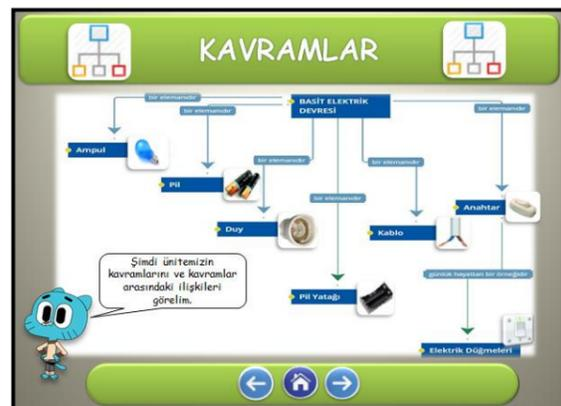 KAVRAMLAR
bir elemanıdır
bir elemanıdır
BASİT ELEKTRİK
DEVRESİ
bir elemanıdır
Ampul
bir elemanıdır
bir elemanıdır
Pil
bir elemanıdır
Anahtar
Duy
Kablo
günlük hayattan bir örneğidir
Pil Yatağı
Elektrik Düğmeleri
Şimdi ünitemizin
kavramlarını ve kavramlar
arasındaki ilişkileri
görelim.